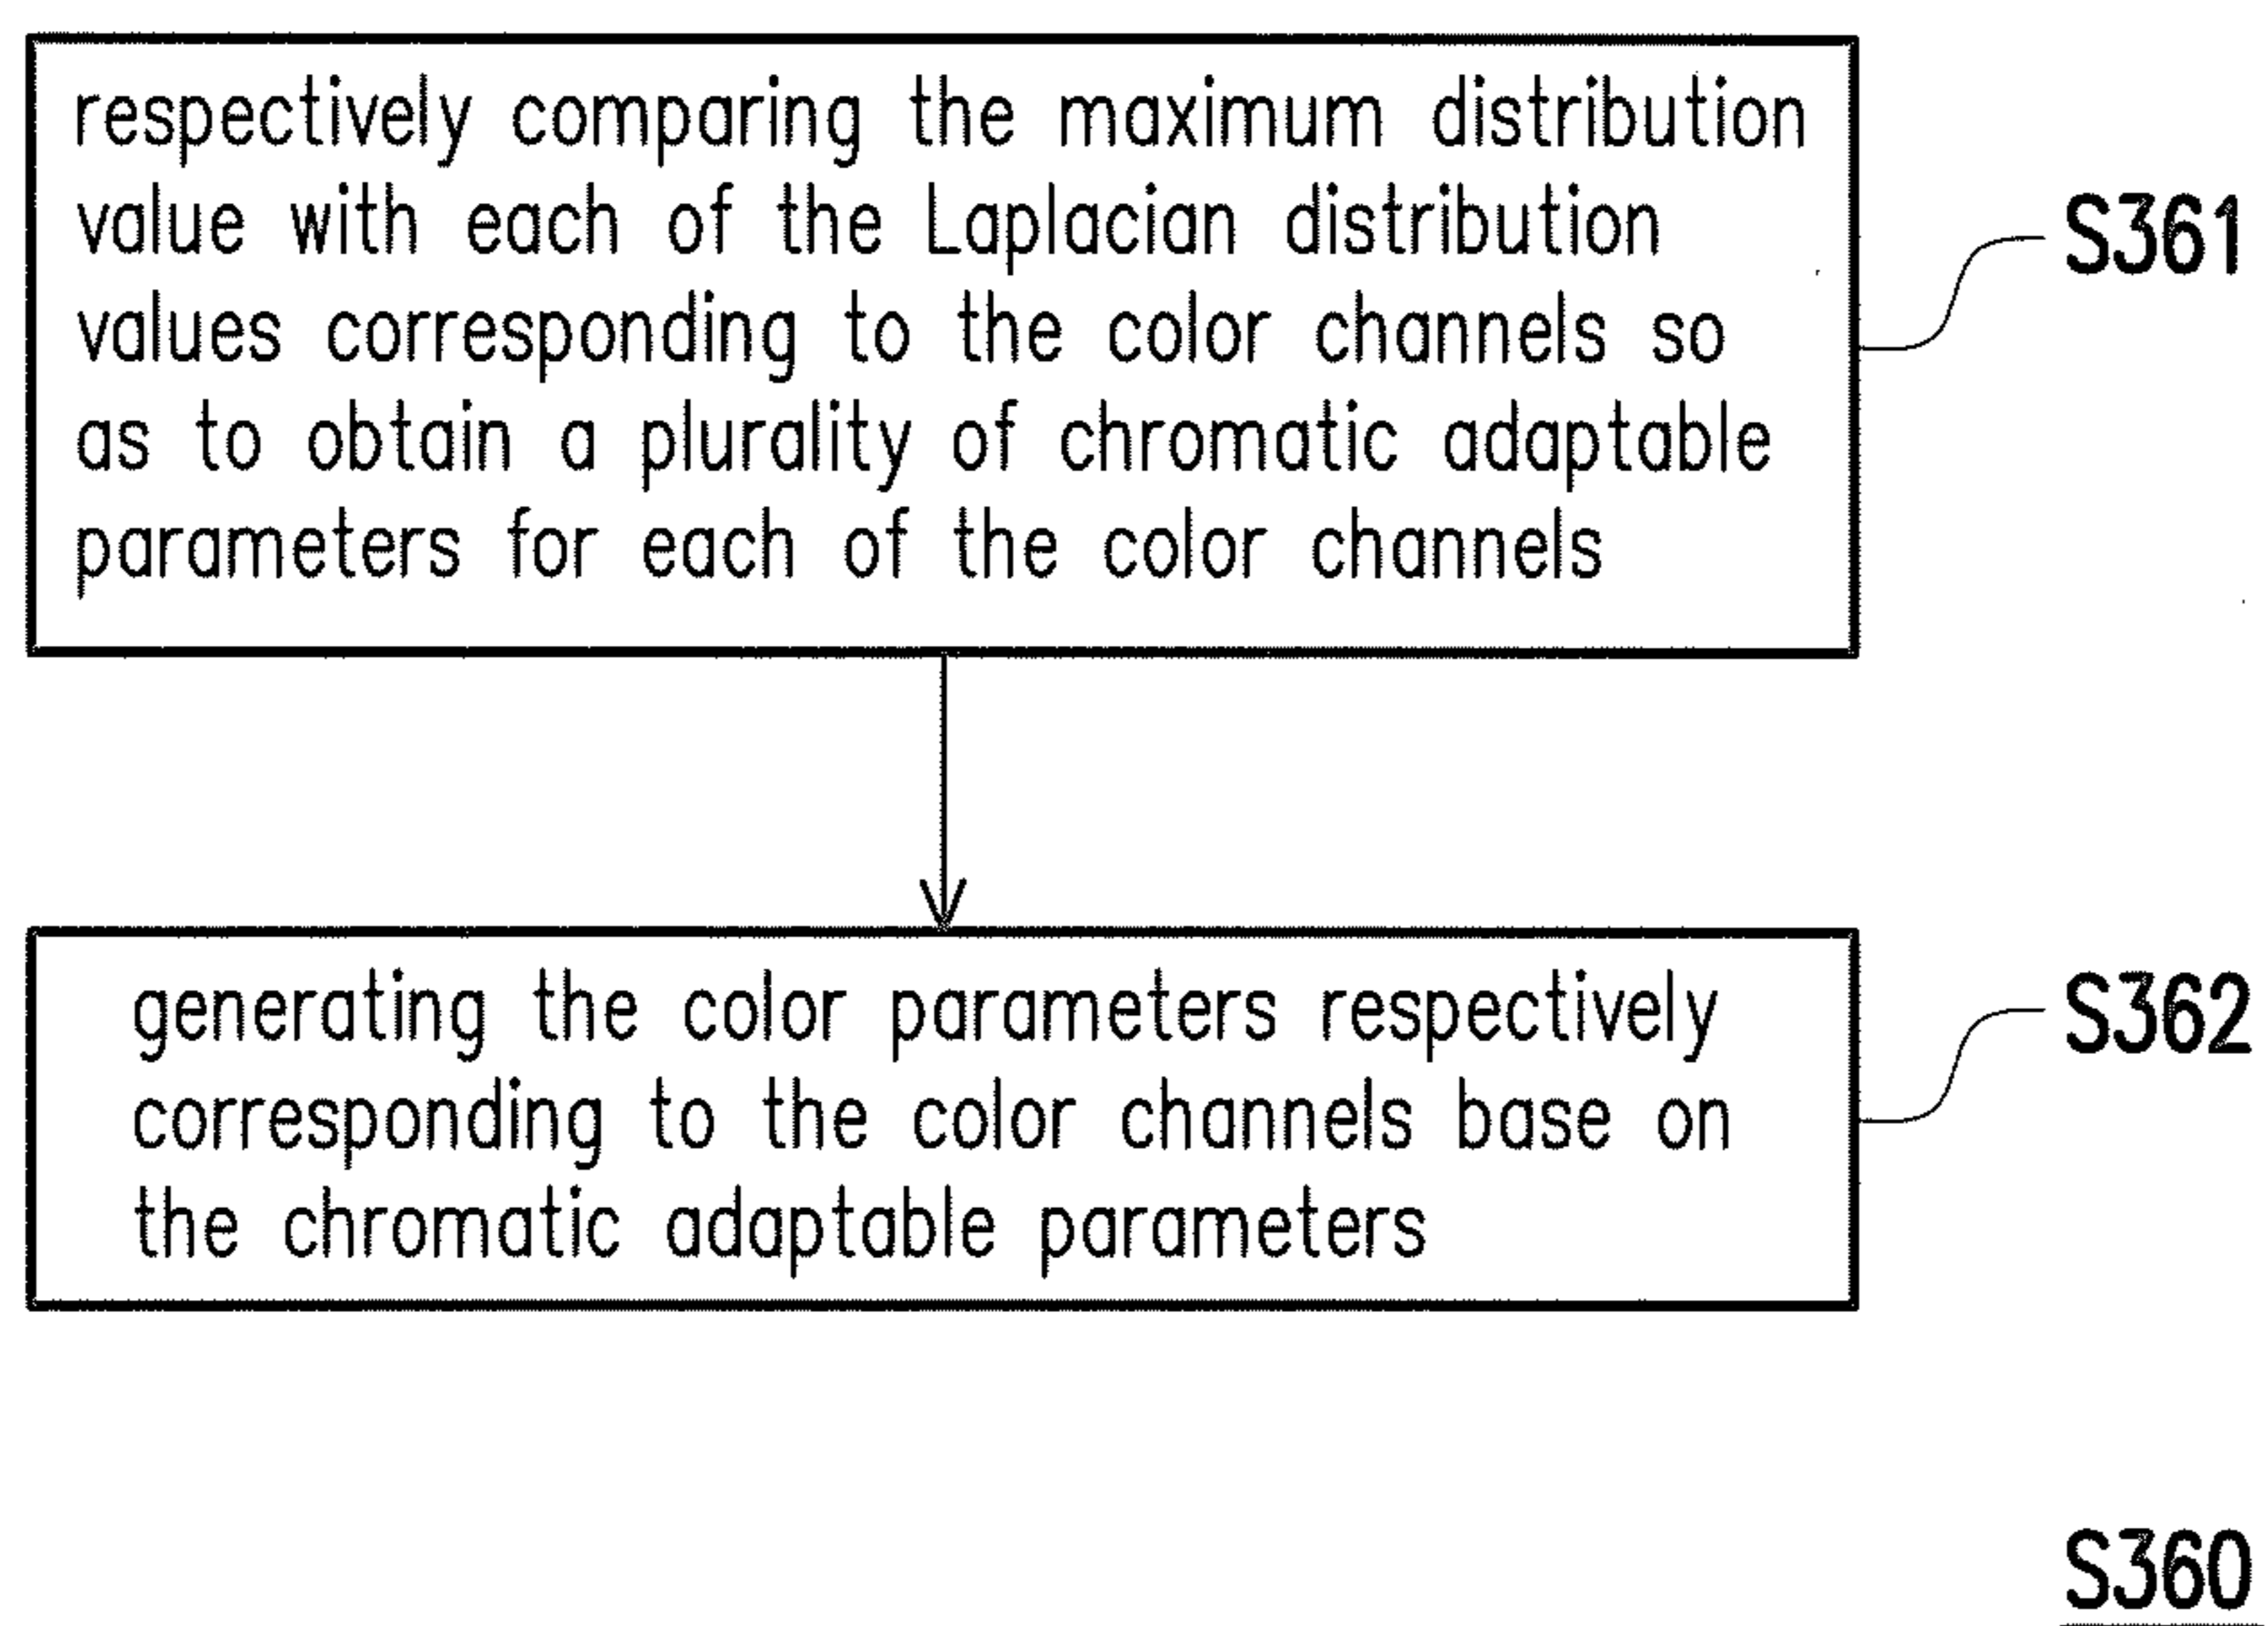 respectively comparing the maximum distribution
value with each of the Laplacian distribution
values corresponding to the color channels so
as to obtain a plurality of chromatic adaptable
parameters for each of the color channels
S361
generating the color parameters respectively
corresponding to the color channels base on
the chromatic adaptable parameters
S362
S360